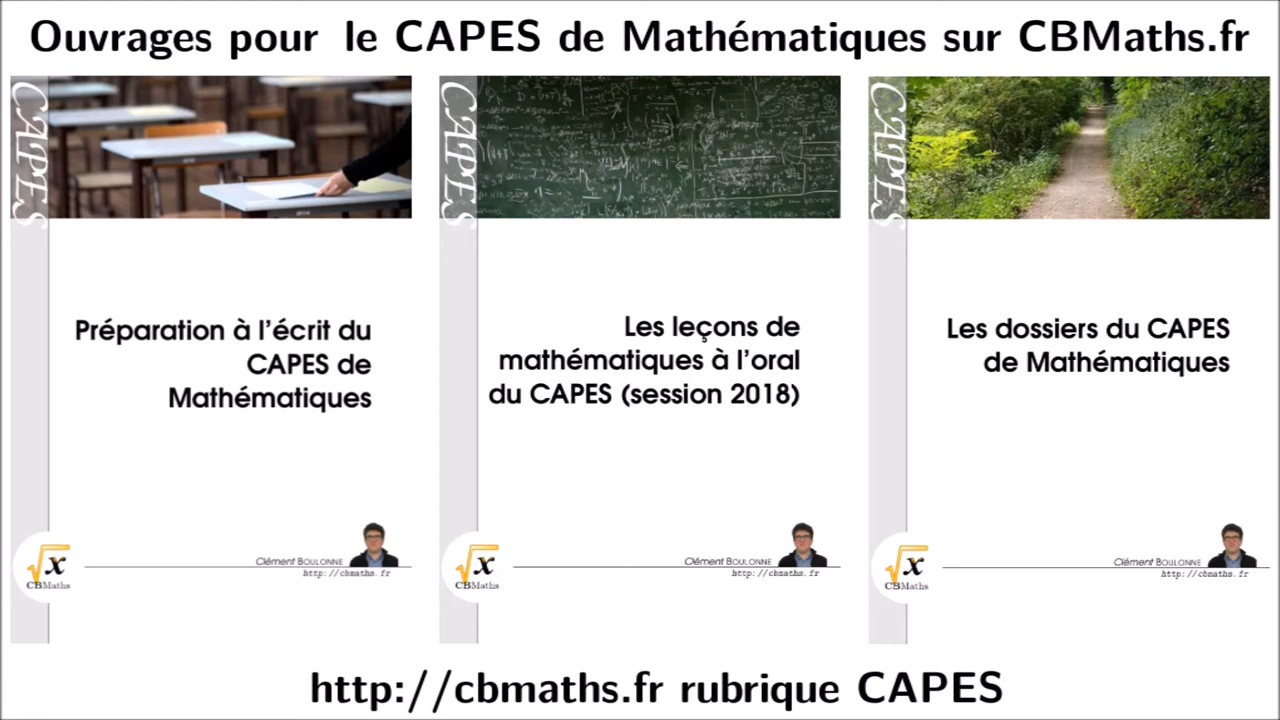 Ouvrages pour le CAPES de Mathématiques sur CBMaths.fr
CAPES
Préparation à l'écrit du
CAPES de
Mathématiques
Clément BOULONNE
http://cbmaths.fr
√x
CBMaths
CAPES
Les leçons de
mathématiques à l'oral
du CAPES (session 2018)
Clément BOULONNE
http://cbmaths.fr
√x
CBMaths
CAPES
Les dossiers du CAPES
de Mathématiques
Clément BOULONNE
http://cbmaths.fr
√x
CBMaths
http://cbmaths.fr rubrique CAPES